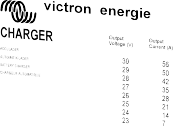 victron energie
CHARGER
Output Voltage (V)
Output Current (A)
30 56
29 50
28 42
27 35
26 28
25 21
24 14
23 7